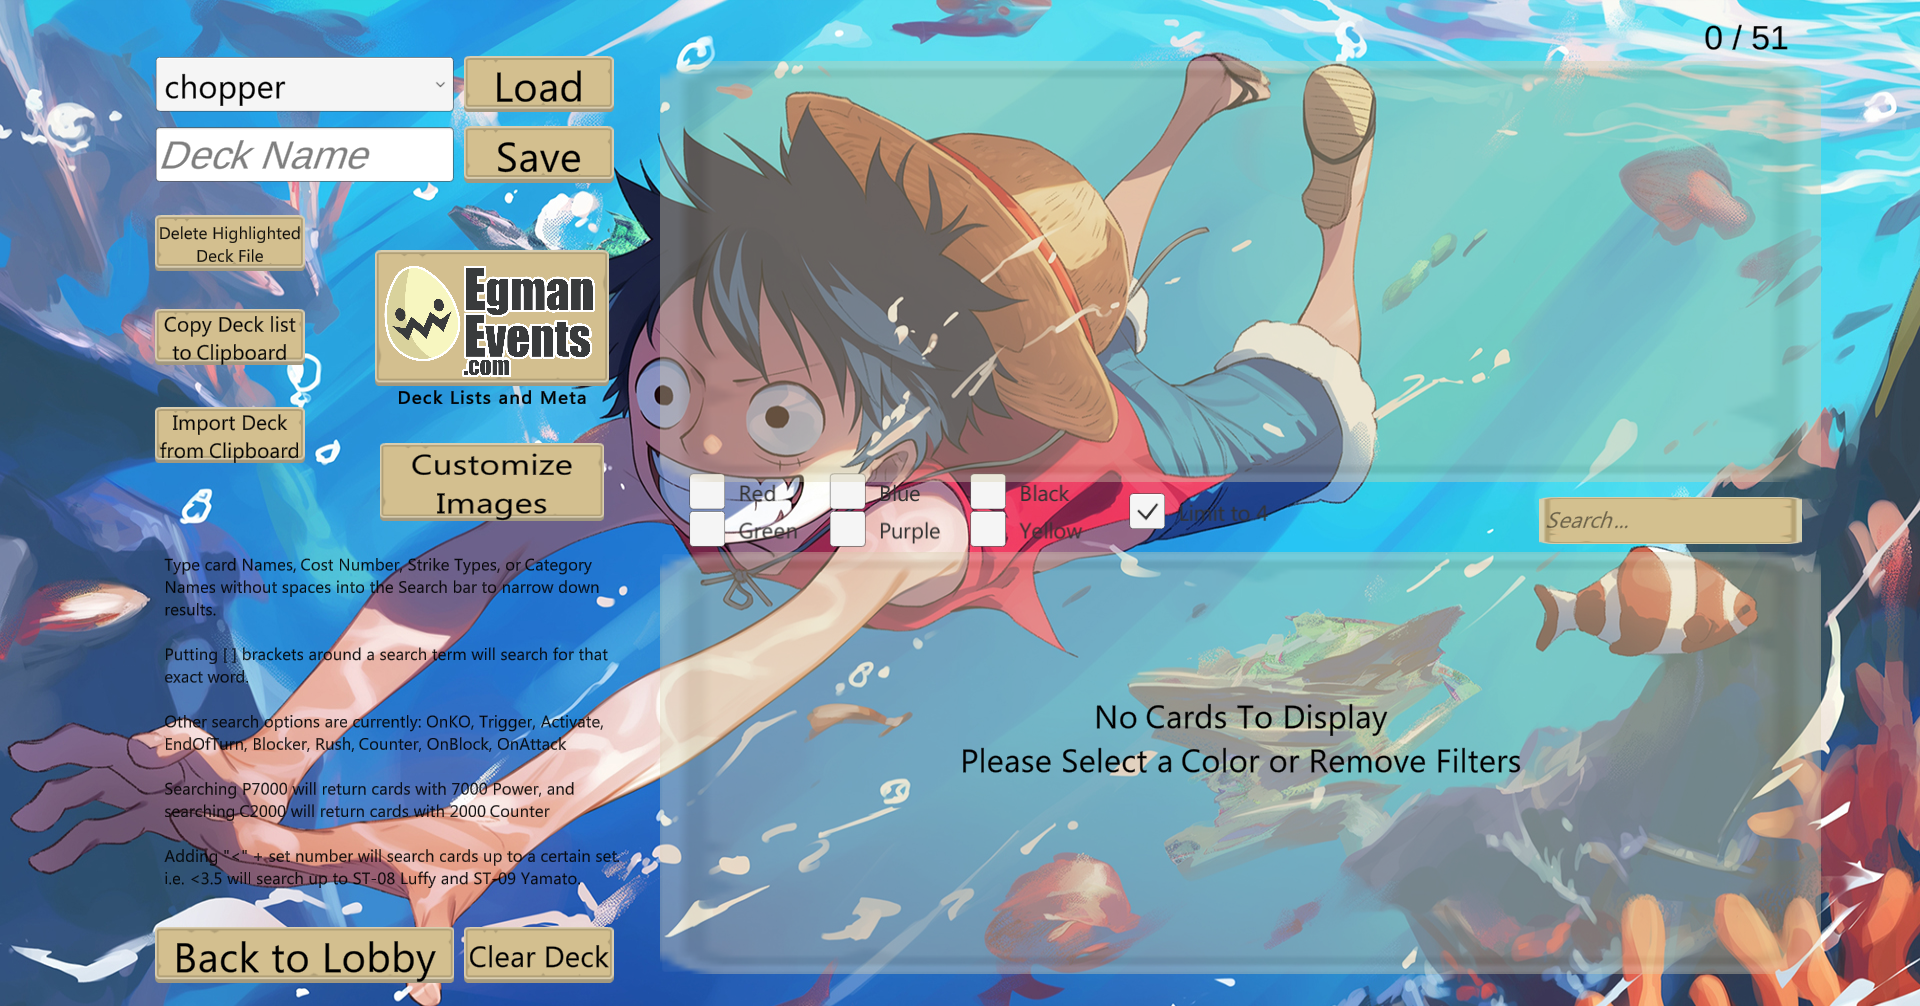 0 / 51
chopper
Load
Deck Name
Save
Delete Highlighted
Deck File
Egman
Events
.com
Deck Lists and Meta
Copy Deck list
to Clipboard
Import Deck
from Clipboard
Customize
Images
Red
Blue
Black
Green
Purple
Yellow
Limit to 4
Search...
Type card Names, Cost Number, Strike Types, or Category
Names without spaces into the Search bar to narrow down
results.
Putting [ ] brackets around a search term will search for that
exact word.
Other search options are currently: OnKO, Trigger, Activate,
EndOfTurn, Blocker, Rush, Counter, OnBlock, OnAttack
Searching P7000 will return cards with 7000 Power, and
searching C2000 will return cards with 2000 Counter
Adding "<" + set number will search cards up to a certain set.
i.e. <3.5 will search up to ST-08 Luffy and ST-09 Yamato.
No Cards To Display
Please Select a Color or Remove Filters
Back to Lobby
Clear Deck